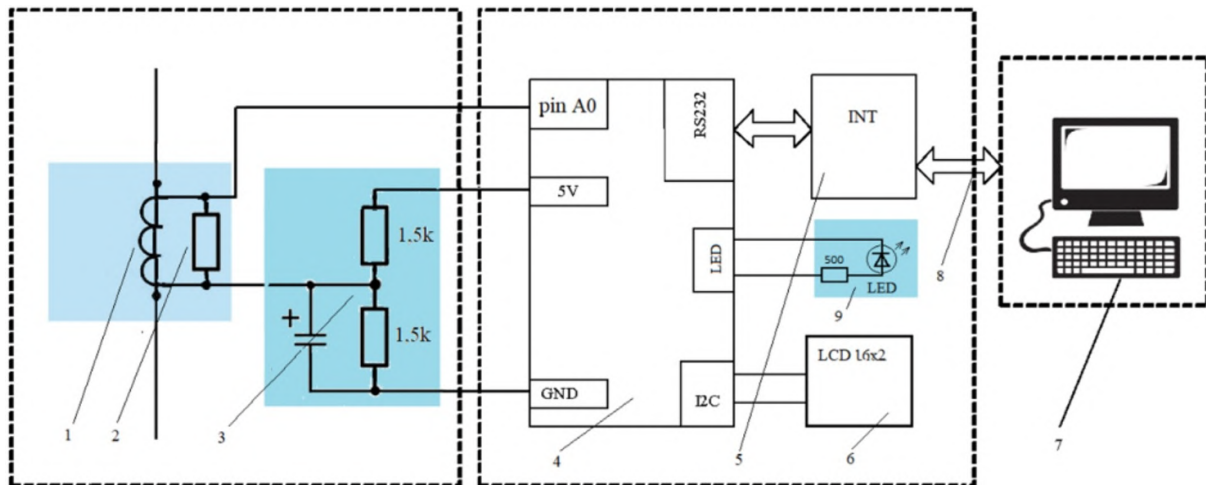 pin A0
RS232
INT
5V
1,5k
1,5k
+
LED
500
LED
LCD 16x2
GND
I2C
1
2
3
4
5
6
7
8
9